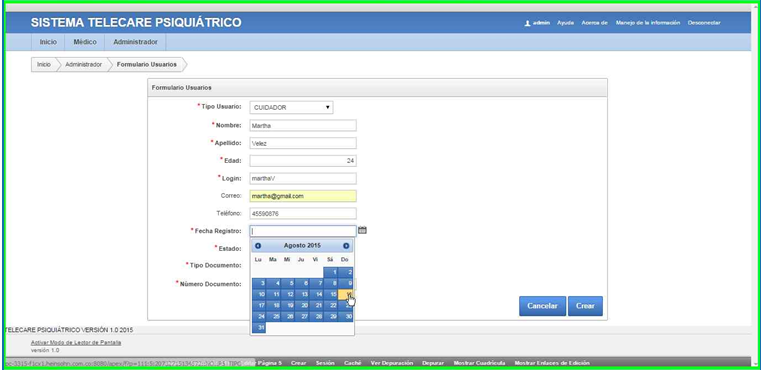 SISTEMA TELECARE PSIQUIÁTRICO
admin Ayuda Acerca de Manejo de la información Desconectar
Inicio Médico Administrador
Inicio Administrador Formulario Usuarios
Formulario Usuarios
* Tipo Usuario: CUIDADOR
* Nombre: Martha
* Apellido: Velez
* Edad: 24
* Login: marthaV
Correo: martha@gmail.com
Teléfono: 45590876
* Fecha Registro:
* Estado:
* Tipo Documento:
* Número Documento:
Agosto 2015
Lu Ma Mi Ju Vi Sá Do
1 2
3 4 5 6 7 8 9
10 11 12 13 14 15
17 18 19 20 21 22
24 25 26 27 28 29 30
31
Cancelar Crear
TELECARE PSIQUIÁTRICO VERSIÓN 1.0 2015
Activar Modo de Lector de Pantalla
versión 1.0
Página 5 Crear Sesión Caché Ver Depuración Depurar Mostrar Cuadrícula Mostrar Enlaces de Edición